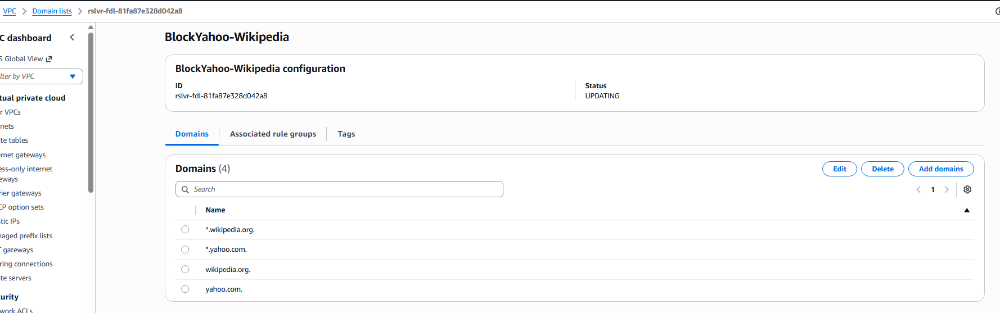 VPC > Domain lists > rslvr-fdl-81fa87e328d042a8
C dashboard
S Global View
lter by VPC
tual private cloud
r VPCs
nets
te tables
ernet gateways
ess-only internet
eways
rier gateways
CP option sets
stic IPs
naged prefix lists
T gateways
ring connections
te servers
curity
work ACLs
BlockYahoo-Wikipedia
BlockYahoo-Wikipedia configuration
ID
rslvr-fdl-81fa87e328d042a8
Status
UPDATING
Domains
Associated rule groups
Tags
Domains (4)
Edit
Delete
Add domains
Search
1
Name
*.wikipedia.org.
*.yahoo.com.
wikipedia.org.
yahoo.com.